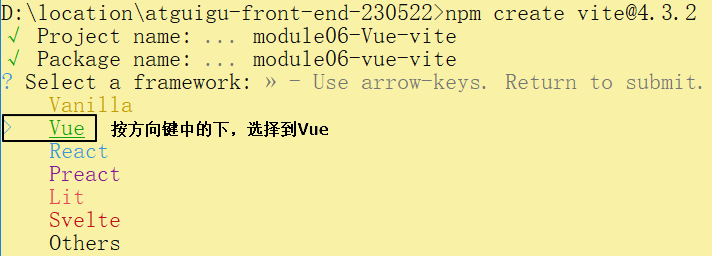 D:\location\atguigu-front-end-230522>npm create vite@4.3.2
√ Project name: ... module06-Vue-vite
√ Package name: ... module06-vue-vite
? Select a framework: » - Use arrow-keys. Return to submit.
Vanilla
> Vue 按方向键中的下，选择到Vue
React
Preact
Lit
Svelte
Others